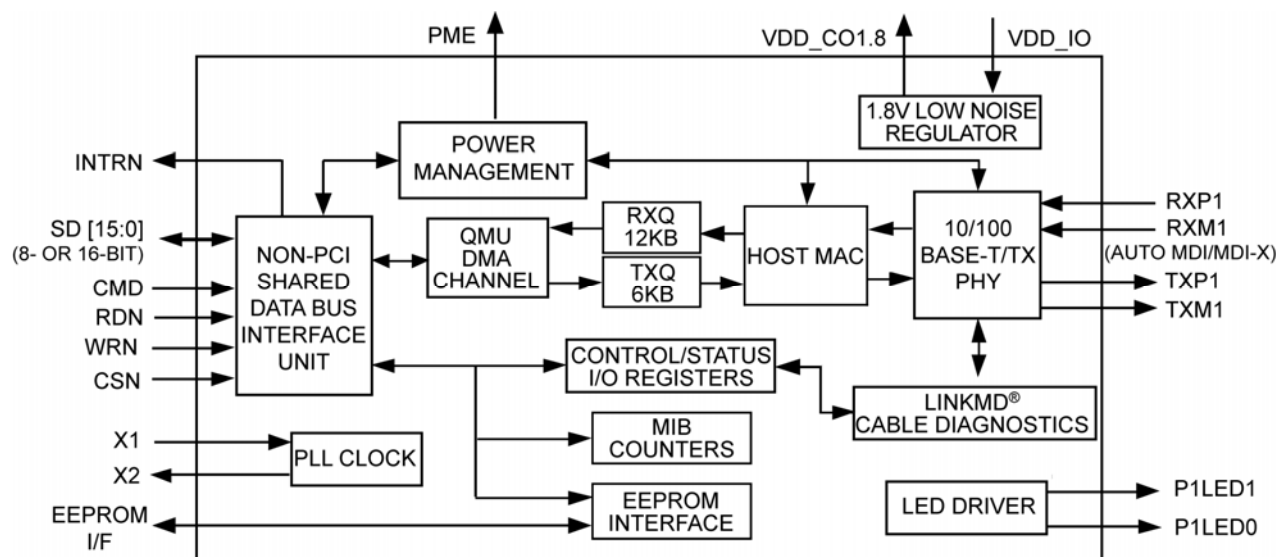 PME
VDD_CO1.8
VDD_IO
1.8V LOW NOISE
REGULATOR
POWER
MANAGEMENT
INTRN
SD [15:0]
(8- OR 16-BIT)
CMD
RDN
WRN
CSN
NON-PCI
SHARED
DATA BUS
INTERFACE
UNIT
QMU
DMA
CHANNEL
RXQ
12KB
TXQ
6KB
HOST MAC
10/100
BASE-T/TX
PHY
RXP1
RXM1
(AUTO MDI/MDI-X)
TXP1
TXM1
CONTROL/STATUS
I/O REGISTERS
LINKMD®
CABLE DIAGNOSTICS
MIB
COUNTERS
X1
X2
PLL CLOCK
EEPROM
I/F
EEPROM
INTERFACE
LED DRIVER
P1LED1
P1LED0